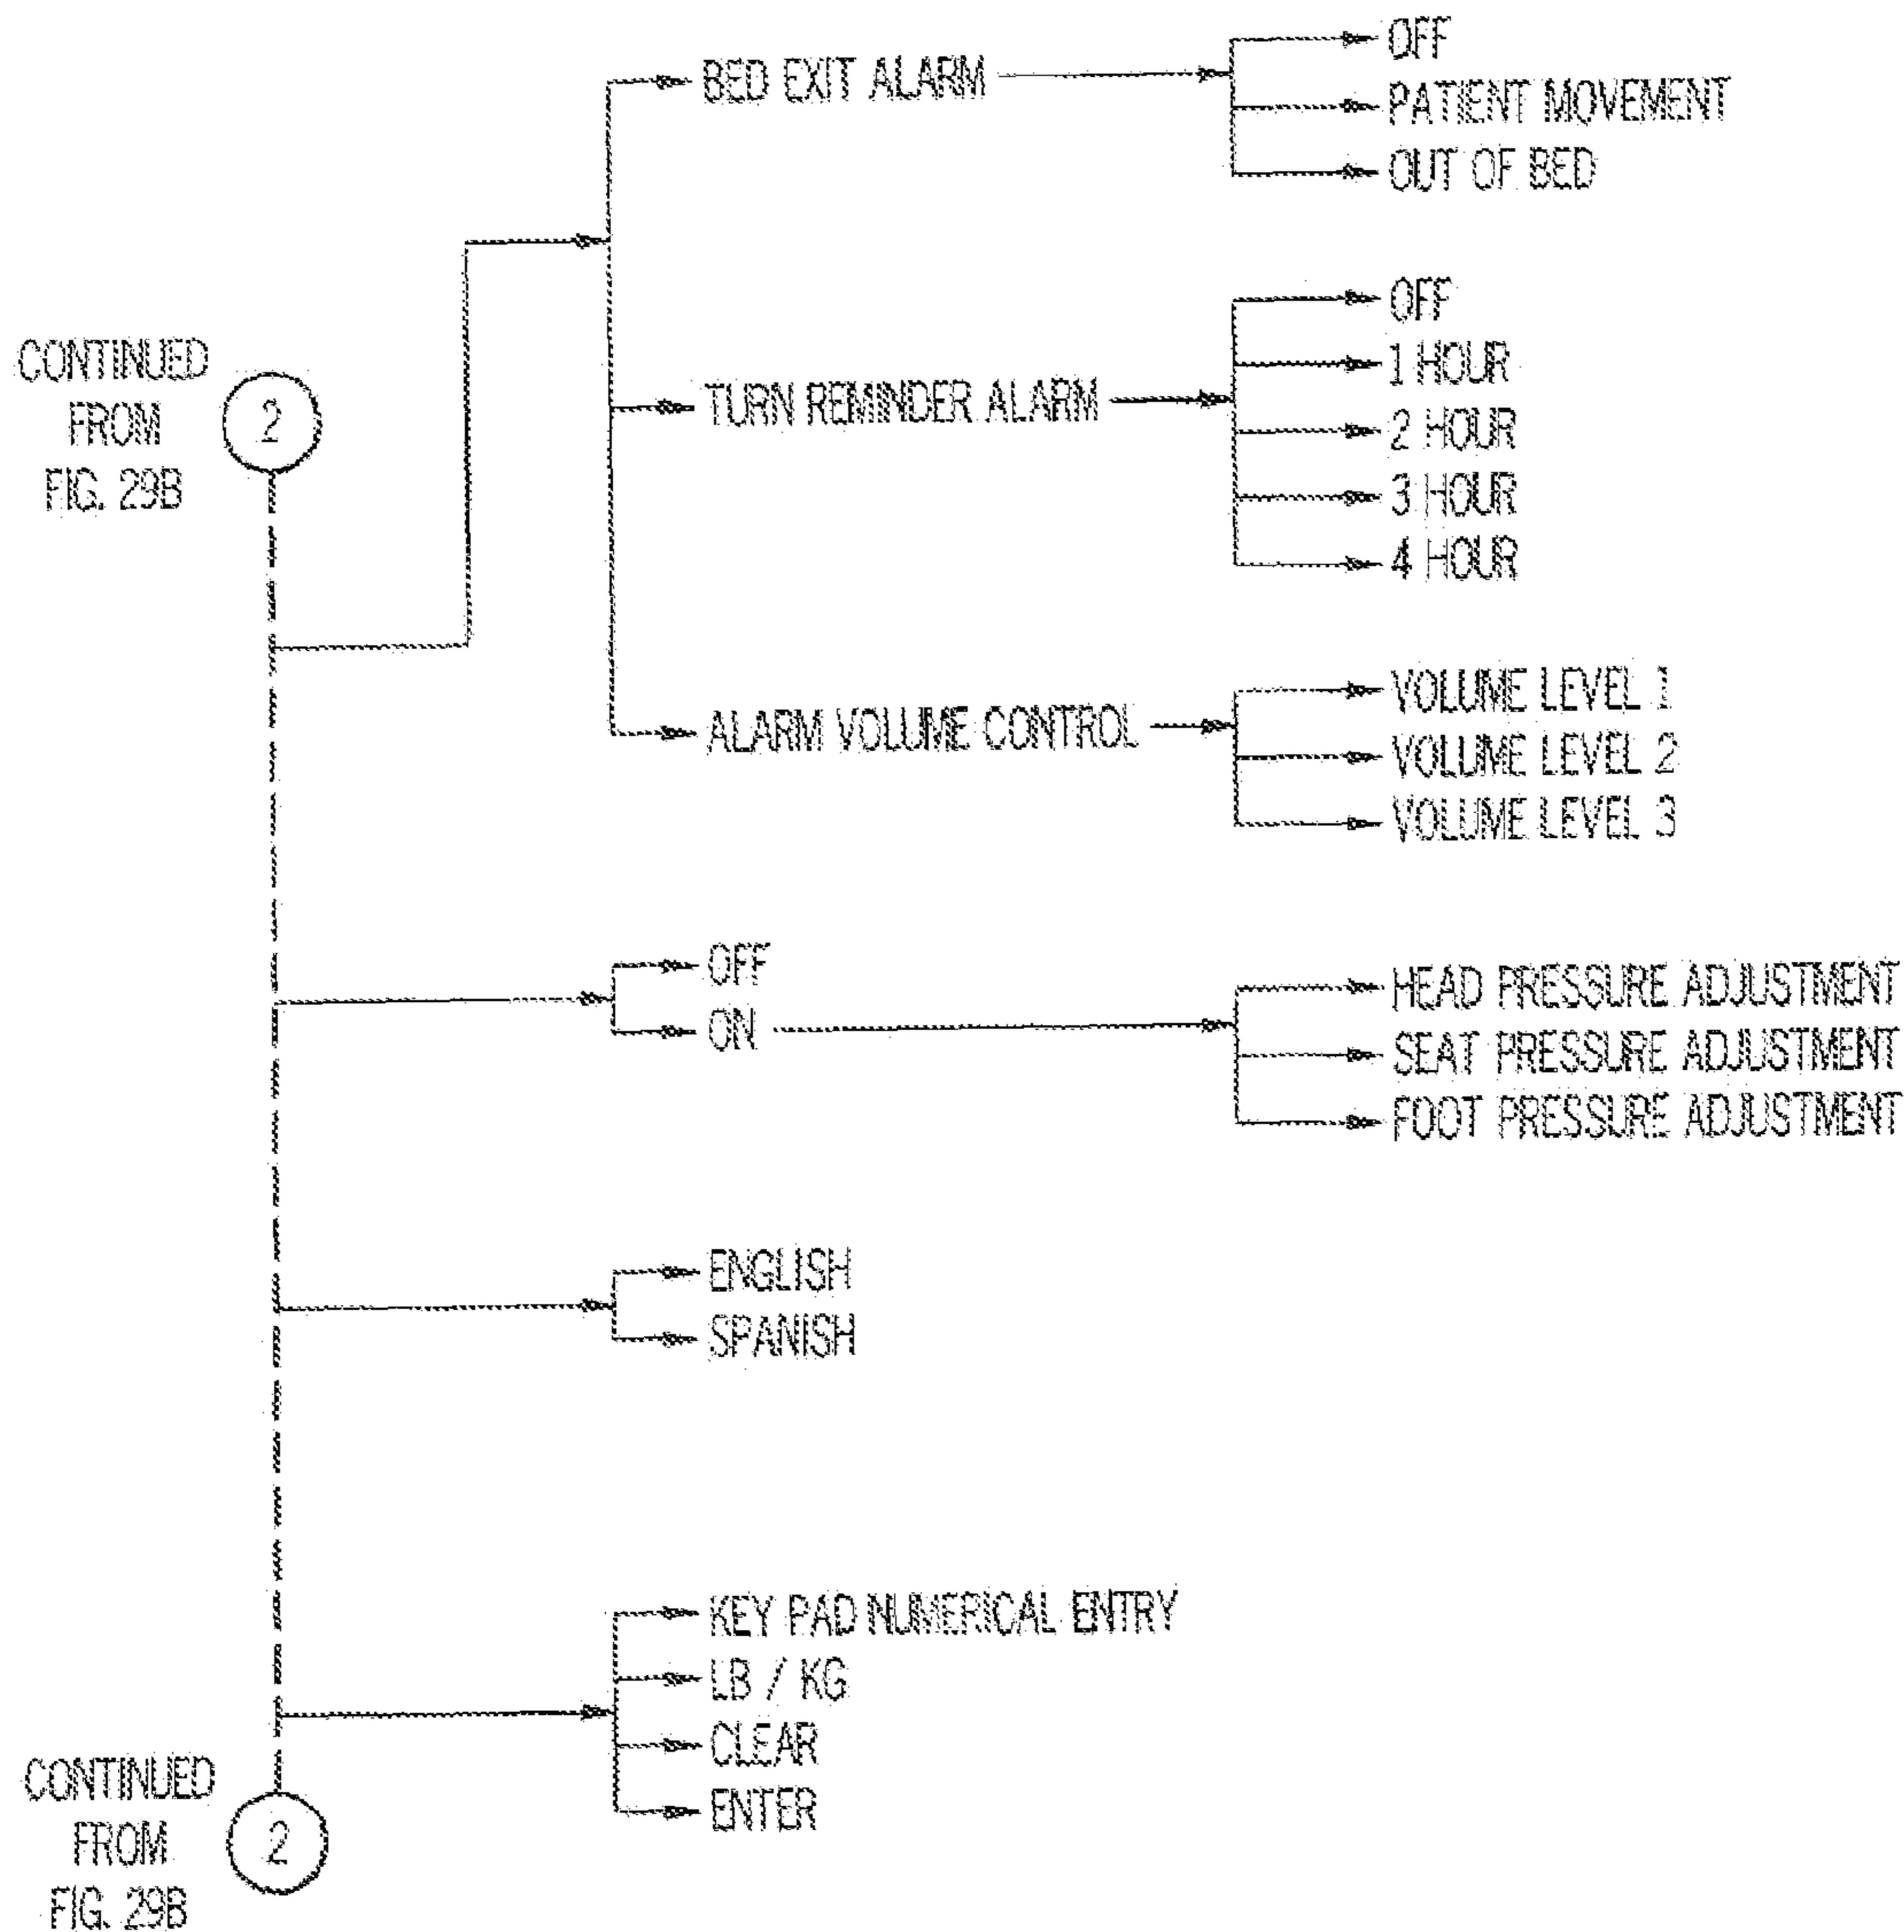 CONTINUED
FROM
FIG. 29B
2
BED EXIT ALARM
OFF
PATIENT MOVEMENT
OUT OF BED
TURN REMINDER ALARM
OFF
1 HOUR
2 HOUR
3 HOUR
4 HOUR
ALARM VOLUME CONTROL
VOLUME LEVEL 1
VOLUME LEVEL 2
VOLUME LEVEL 3
OFF
ON
HEAD PRESSURE ADJUSTMENT
SEAT PRESSURE ADJUSTMENT
FOOT PRESSURE ADJUSTMENT
ENGLISH
SPANISH
KEY PAD NUMERICAL ENTRY
LB / KG
CLEAR
ENTER
CONTINUED
FROM
FIG. 29B
2